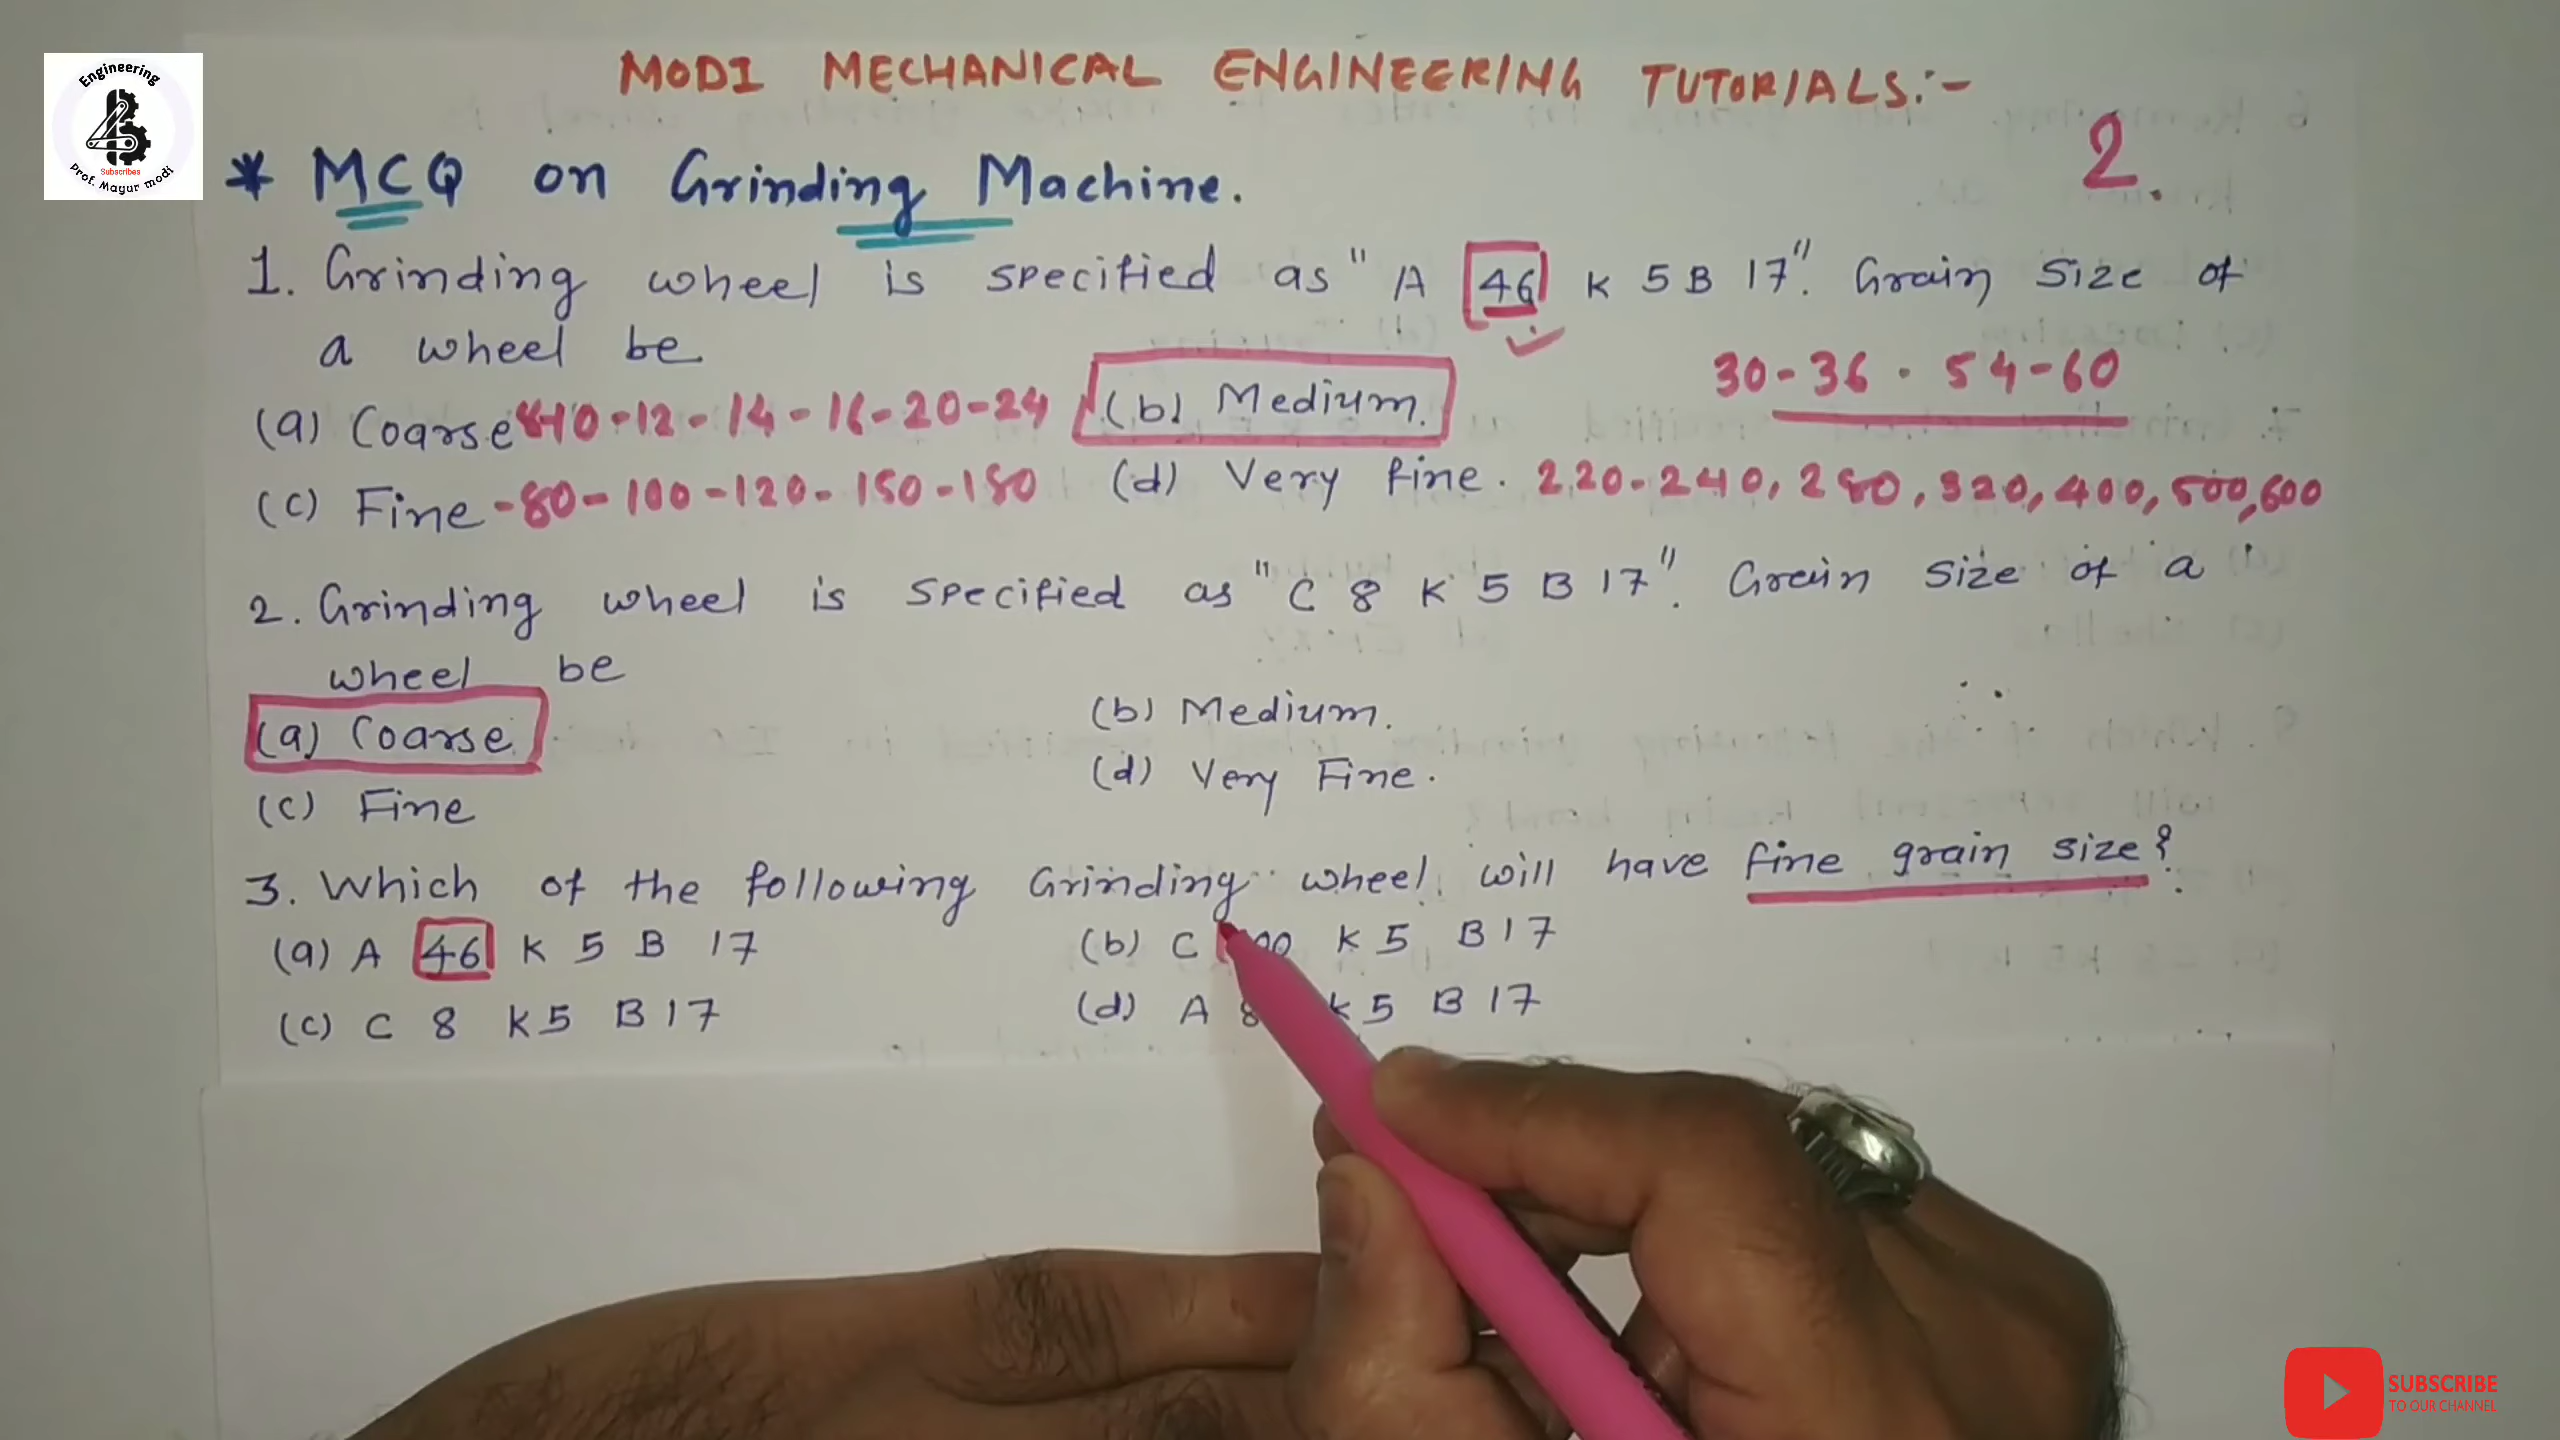 MODI MECHANICAL ENGINEERING TUTORIALS:-
Engineering
Subscribes
Prof. Mayur modi
2.
* MCQ on Grinding Machine.
1. Grinding wheel is specified as " A 46 K 5 B 17". Grain size of
a wheel be
30-36 . 54-60
(a) Coarse 8-10-12-14-16-20-24 (b) Medium.
(c) Fine -80-100-120-150-180 (d) Very fine. 220-240, 280, 320, 400, 500, 600
2. Grinding wheel is specified as " C 8 K 5 B 17". Grain size of a
wheel be
(a) Coarse (b) Medium.
(c) Fine (d) Very Fine.
3. Which of the following Grinding wheel will have fine grain size?
(a) A 46 K 5 B 17 (b) C K 5 B 17
(c) C 8 K 5 B 17 (d) A K 5 B 17
SUBSCRIBE
TO OUR CHANNEL